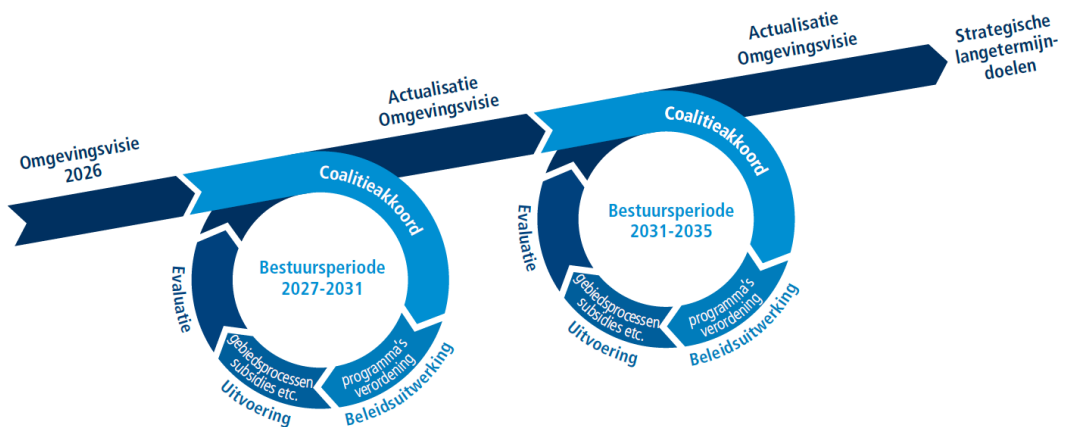 Omgevingsvisie
2026
Coalitieakkoord
Bestuursperiode
2027-2031
programma's
verordening
Beleidsuitwerking
gebiedsprocessen
subsidies etc.
Uitvoering
Evaluatie
Actualisatie
Omgevingsvisie
Coalitieakkoord
Bestuursperiode
2031-2035
programma's
verordening
Beleidsuitwerking
gebiedsprocessen
subsidies etc.
Uitvoering
Evaluatie
Actualisatie
Omgevingsvisie
Strategische
langetermijn-
doelen